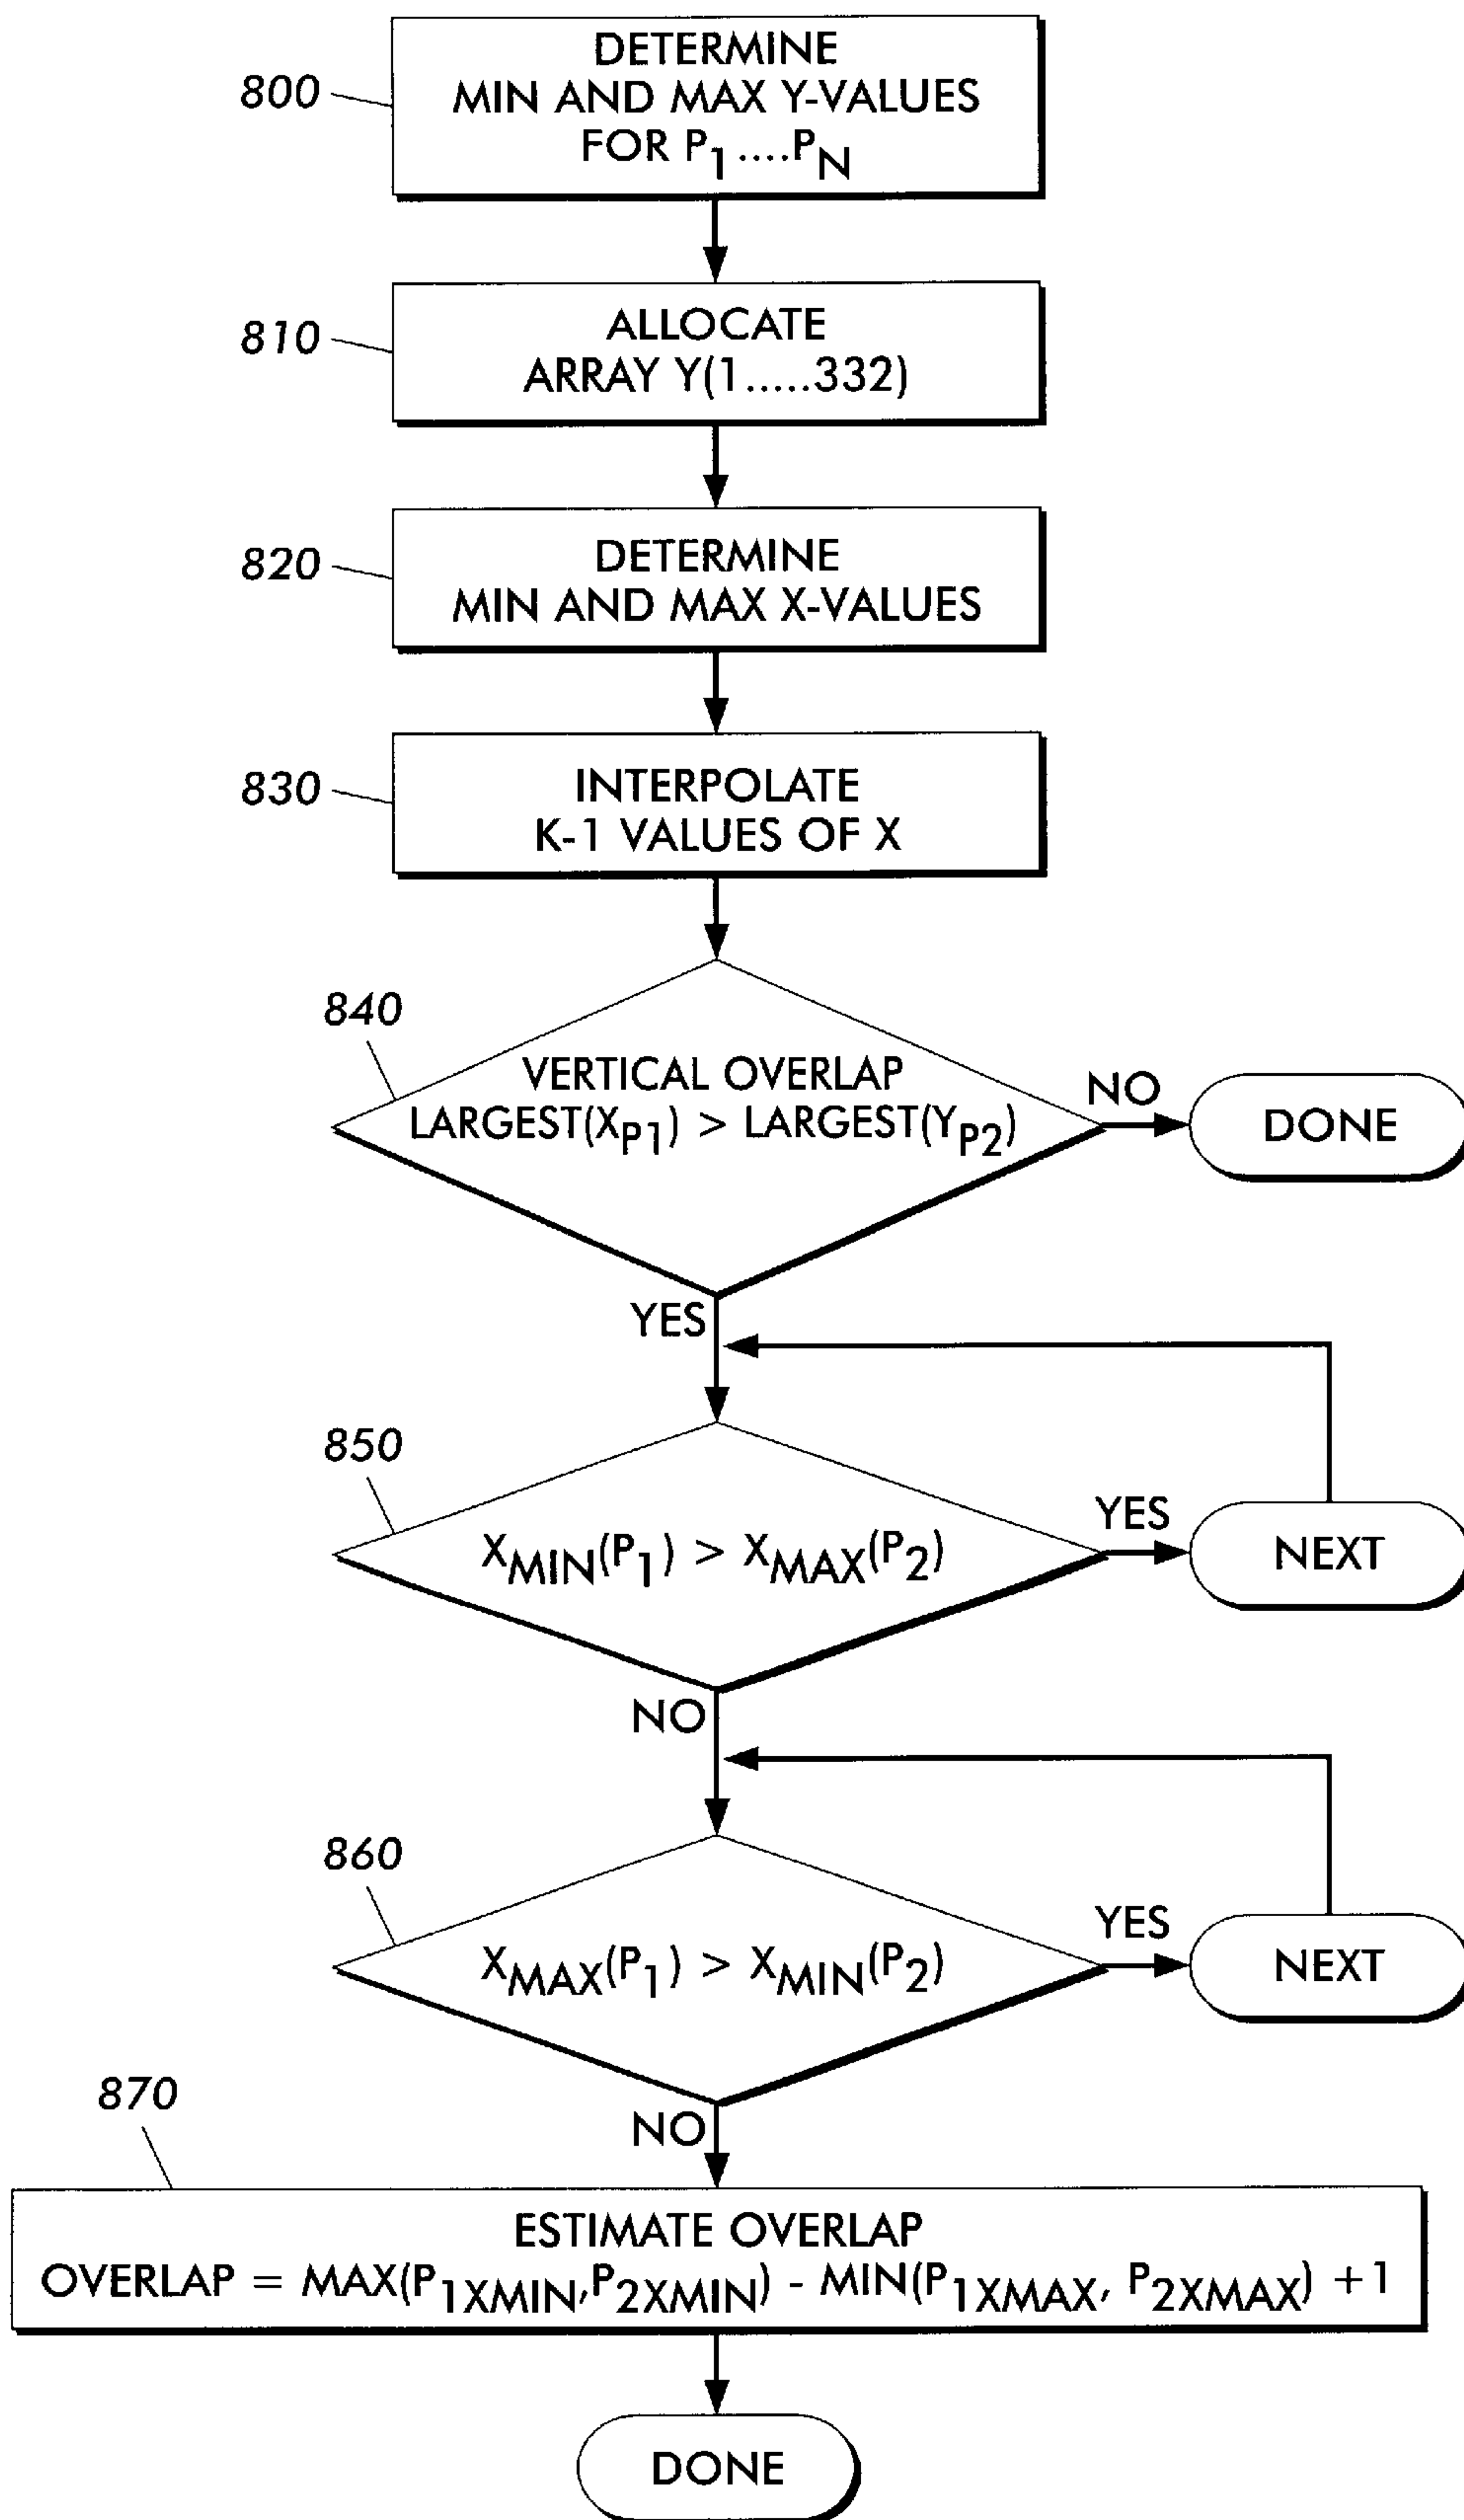 DETERMINE
MIN AND MAX Y-VALUES
FOR P1....PN
800
ALLOCATE
ARRAY Y(1.....332)
810
DETERMINE
MIN AND MAX X-VALUES
820
INTERPOLATE
K-1 VALUES OF X
830
840
VERTICAL OVERLAP
LARGEST(XP1) > LARGEST(YP2)
NO
DONE
YES
850
XMIN(P1) > XMAX(P2)
YES
NEXT
NO
860
XMAX(P1) > XMIN(P2)
YES
NEXT
NO
870
ESTIMATE OVERLAP
OVERLAP = MAX(P1XMIN,P2XMIN) - MIN(P1XMAX, P2XMAX) +1
DONE